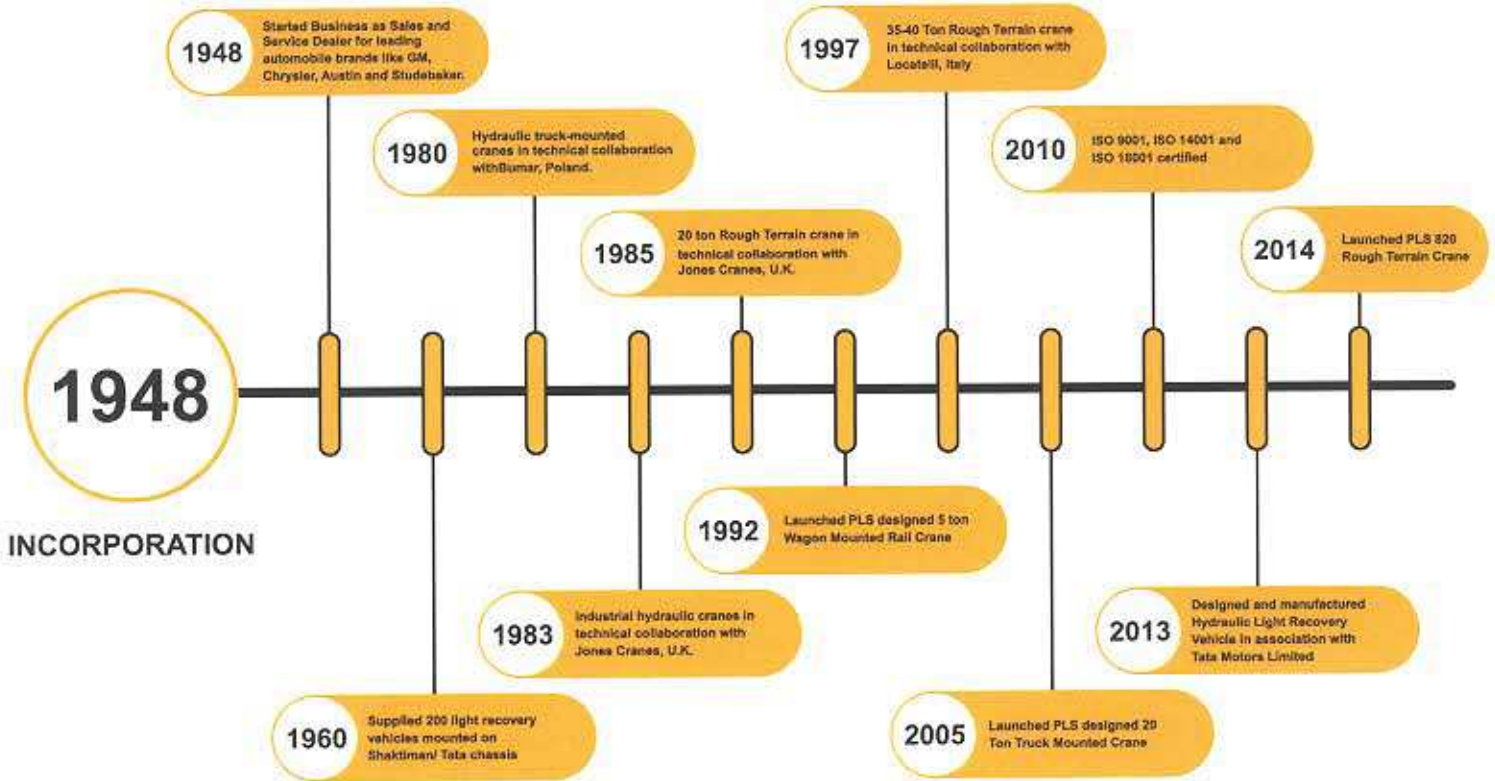 1948
INCORPORATION
1948
Started Business as Sales and
Service Dealer for leading
automobile brands like GM,
Chrysler, Austin and Studebaker.
1960
Supplied 200 light recovery
vehicles mounted on
Shaktiman/ Tata chassis
1980
Hydraulic truck-mounted
cranes in technical collaboration
withBumar, Poland.
1983
Industrial hydraulic cranes in
technical collaboration with
Jones Cranes, U.K.
1985
20 ton Rough Terrain crane in
technical collaboration with
Jones Cranes, U.K.
1992
Launched PLS designed 5 ton
Wagon Mounted Rail Crane
1997
35-40 Ton Rough Terrain crane
in technical collaboration with
Locatelli, Italy
2005
Launched PLS designed 20
Ton Truck Mounted Crane
2010
ISO 9001, ISO 14001 and
ISO 18001 certified
2013
Designed and manufactured
Hydraulic Light Recovery
Vehicle in association with
Tata Motors Limited
2014
Launched PLS 820
Rough Terrain Crane